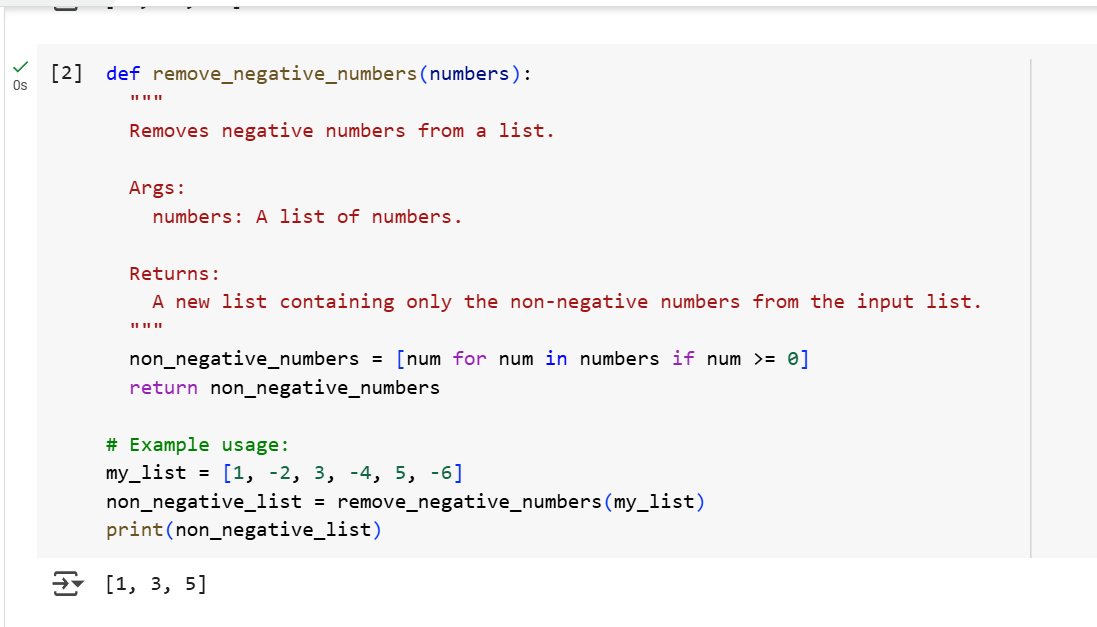 [2] def remove_negative_numbers(numbers):
0s
"""
Removes negative numbers from a list.
Args:
numbers: A list of numbers.
Returns:
A new list containing only the non-negative numbers from the input list.
"""
non_negative_numbers = [num for num in numbers if num >= 0]
return non_negative_numbers
# Example usage:
my_list = [1, -2, 3, -4, 5, -6]
non_negative_list = remove_negative_numbers(my_list)
print(non_negative_list)
[1, 3, 5]